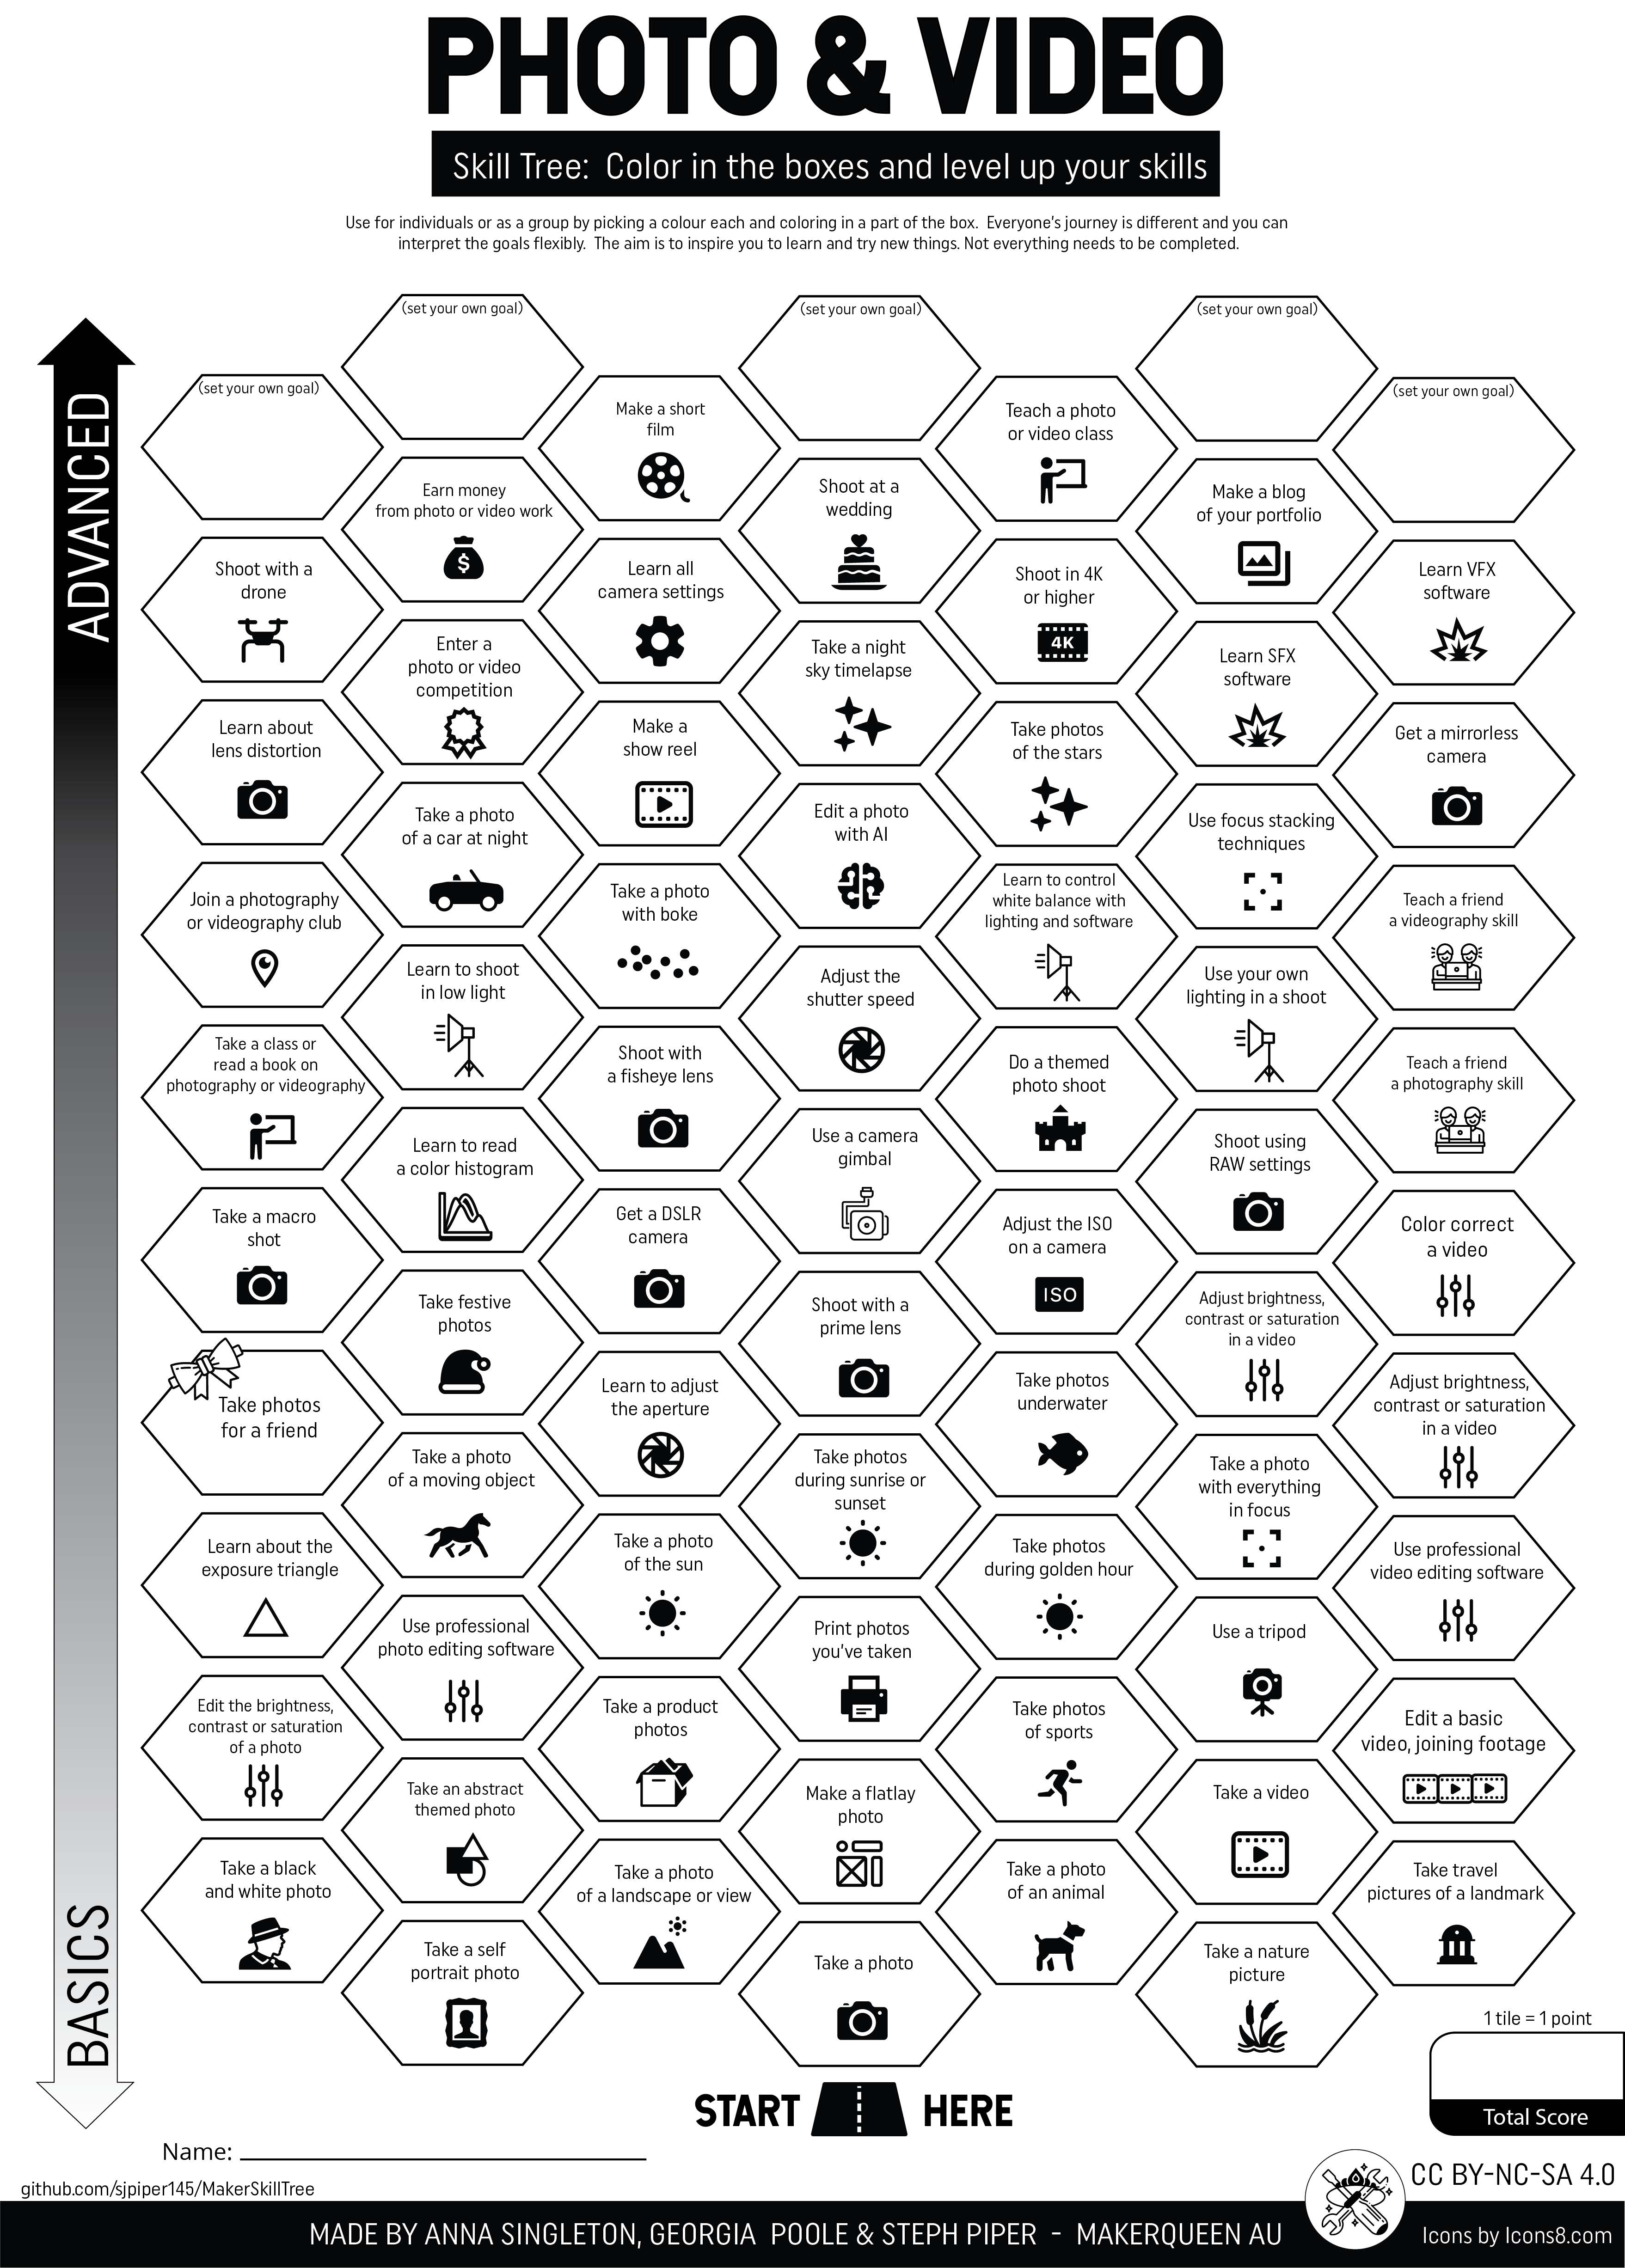 PHOTO & VIDEO
Skill Tree: Color in the boxes and level up your skills
Use for individuals or as a group by picking a colour each and coloring in a part of the box. Everyone's journey is different and you can
interpret the goals flexibly. The aim is to inspire you to learn and try new things. Not everything needs to be completed.
ADVANCED
(set your own goal)
(set your own goal)
(set your own goal)
(set your own goal)
(set your own goal)
Make a short
film
Teach a photo
or video class
Earn money
from photo or video work
$
Shoot at a
wedding
Make a blog
of your portfolio
Shoot with a
drone
Learn all
camera settings
Shoot in 4K
or higher
4K
Learn VFX
software
Enter a
photo or video
competition
Take a night
sky timelapse
Learn SFX
software
Learn about
lens distortion
Make a
show reel
Take photos
of the stars
Get a mirrorless
camera
Take a photo
of a car at night
Edit a photo
with AI
Use focus stacking
techniques
Join a photography
or videography club
Take a photo
with boke
Learn to control
white balance with
lighting and software
Teach a friend
a videography skill
Learn to shoot
in low light
Adjust the
shutter speed
Use your own
lighting in a shoot
Take a class or
read a book on
photography or videography
Shoot with
a fisheye lens
Do a themed
photo shoot
Teach a friend
a photography skill
Learn to read
a color histogram
Use a camera
gimbal
Shoot using
RAW settings
Take a macro
shot
Get a DSLR
camera
Adjust the ISO
on a camera
ISO
Color correct
a video
Take festive
photos
Shoot with a
prime lens
Adjust brightness,
contrast or saturation
in a video
Take photos
for a friend
Learn to adjust
the aperture
Take photos
underwater
Adjust brightness,
contrast or saturation
in a video
Take a photo
of a moving object
Take photos
during sunrise or
sunset
Take a photo
with everything
in focus
Learn about the
exposure triangle
Take a photo
of the sun
Take photos
during golden hour
Use professional
video editing software
Use professional
photo editing software
Print photos
you've taken
Use a tripod
Edit the brightness,
contrast or saturation
of a photo
Take a product
photos
Take photos
of sports
Edit a basic
video, joining footage
Take an abstract
themed photo
Make a flatlay
photo
Take a video
Take a black
and white photo
Take a photo
of a landscape or view
Take a photo
of an animal
Take travel
pictures of a landmark
Take a self
portrait photo
Take a photo
Take a nature
picture
BASICS
START HERE
1 tile = 1 point
Total Score
Name:
github.com/sjpiper145/MakerSkillTree
CC BY-NC-SA 4.0
MADE BY ANNA SINGLETON, GEORGIA POOLE & STEPH PIPER - MAKERQUEEN AU
Icons by Icons8.com